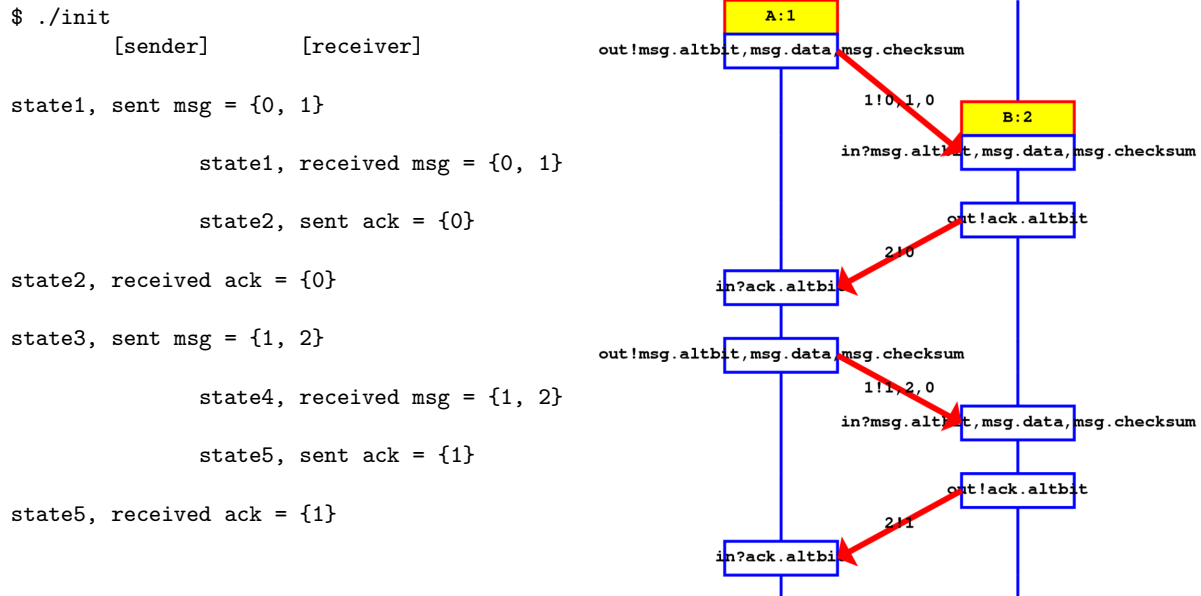 $ ./init
[sender] [receiver]
state1, sent msg = {0, 1}
state1, received msg = {0, 1}
state2, sent ack = {0}
state2, received ack = {0}
state3, sent msg = {1, 2}
state4, received msg = {1, 2}
state5, sent ack = {1}
state5, received ack = {1}
A:1
out!msg.altbit,msg.data,msg.checksum
1!0,1,0
B:2
in?msg.altbit,msg.data,msg.checksum
out!ack.altbit
2!0
in?ack.altbit
out!msg.altbit,msg.data,msg.checksum
1!1,2,0
in?msg.altbit,msg.data,msg.checksum
out!ack.altbit
2!1
in?ack.altbit